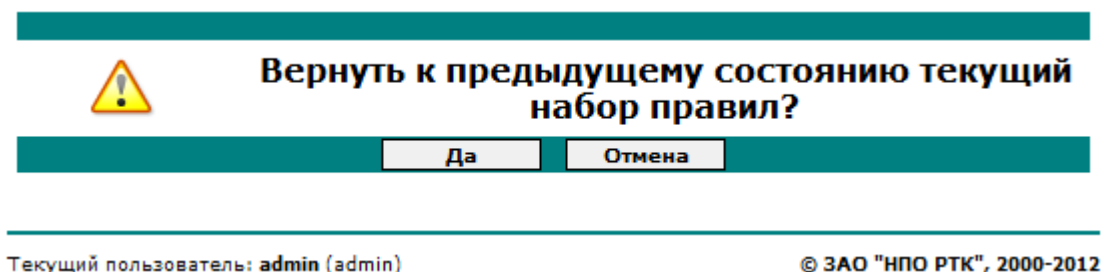 Вернуть к предыдущему состоянию текущий
набор правил?
Да Отмена
Текущий пользователь: admin (admin) © ЗАО "НПО РТК", 2000-2012